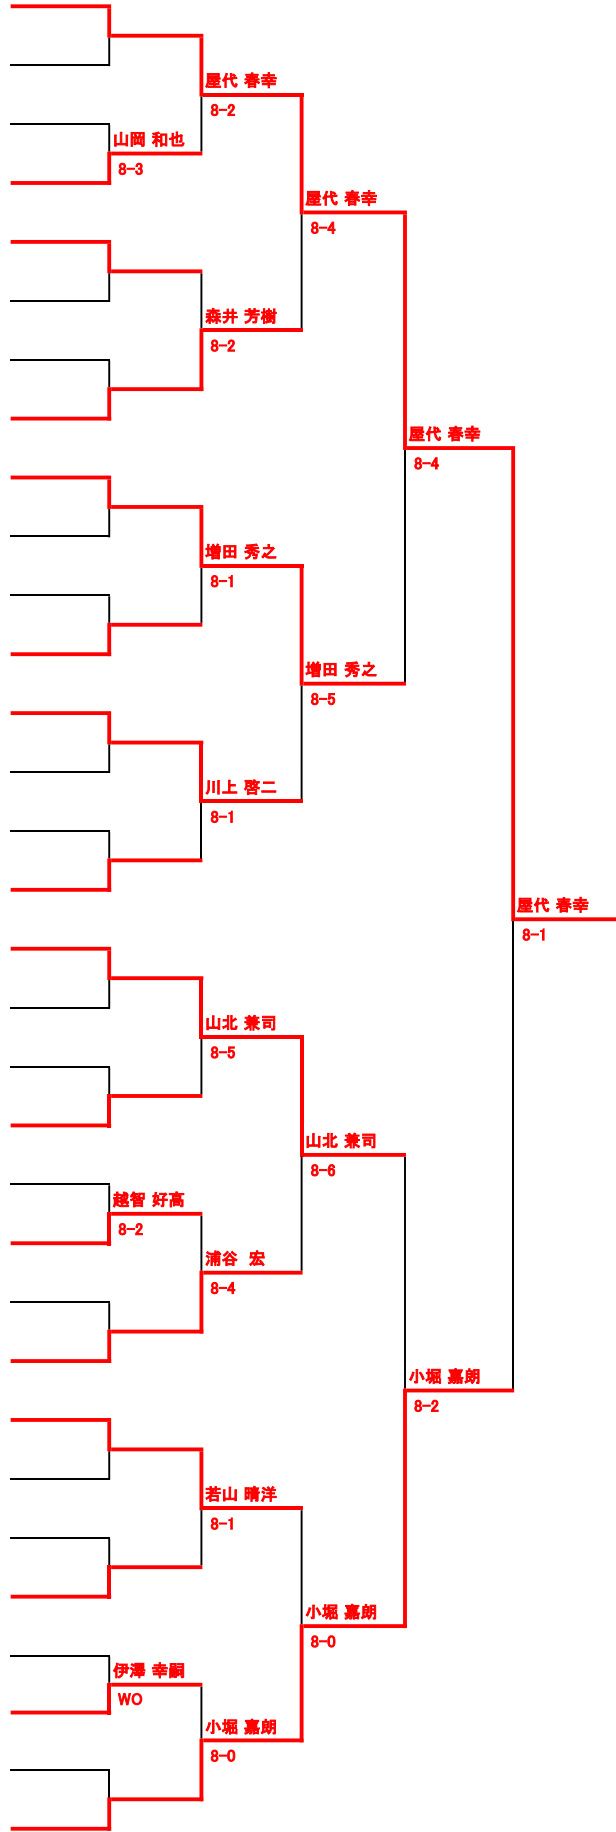 屋代 春幸
8-2
山岡 和也
8-3
屋代 春幸
8-4
森井 芳樹
8-2
屋代 春幸
8-4
増田 秀之
8-1
増田 秀之
8-5
川上 啓二
8-1
屋代 春幸
8-1
山北 兼司
8-5
山北 兼司
8-6
越智 好高
8-2
浦谷 宏
8-4
小堀 嘉朗
8-2
若山 晴洋
8-1
小堀 嘉朗
8-0
伊澤 幸嗣
WO
小堀 嘉朗
8-0